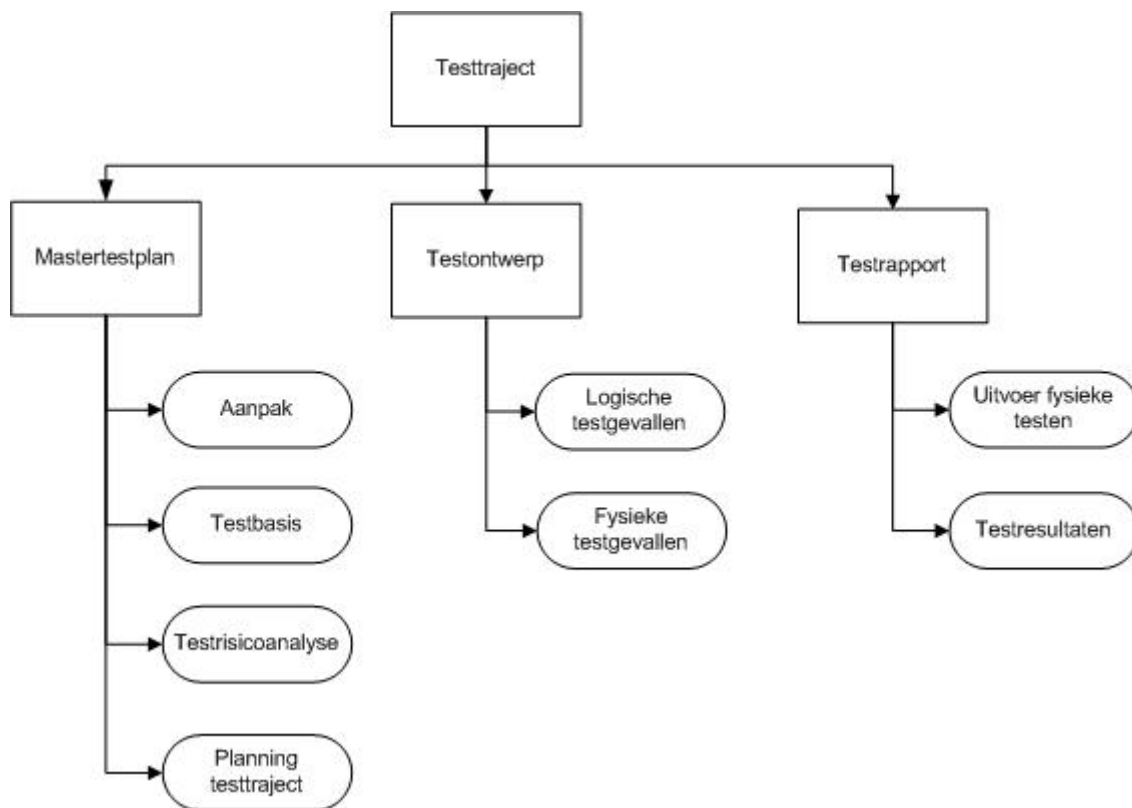 Testtraject
Mastertestplan
Testontwerp
Testrapport
Aanpak
Testbasis
Testrisicoanalyse
Planning
testtraject
Logische
testgevallen
Fysieke
testgevallen
Uitvoer fysieke
testen
Testresultaten